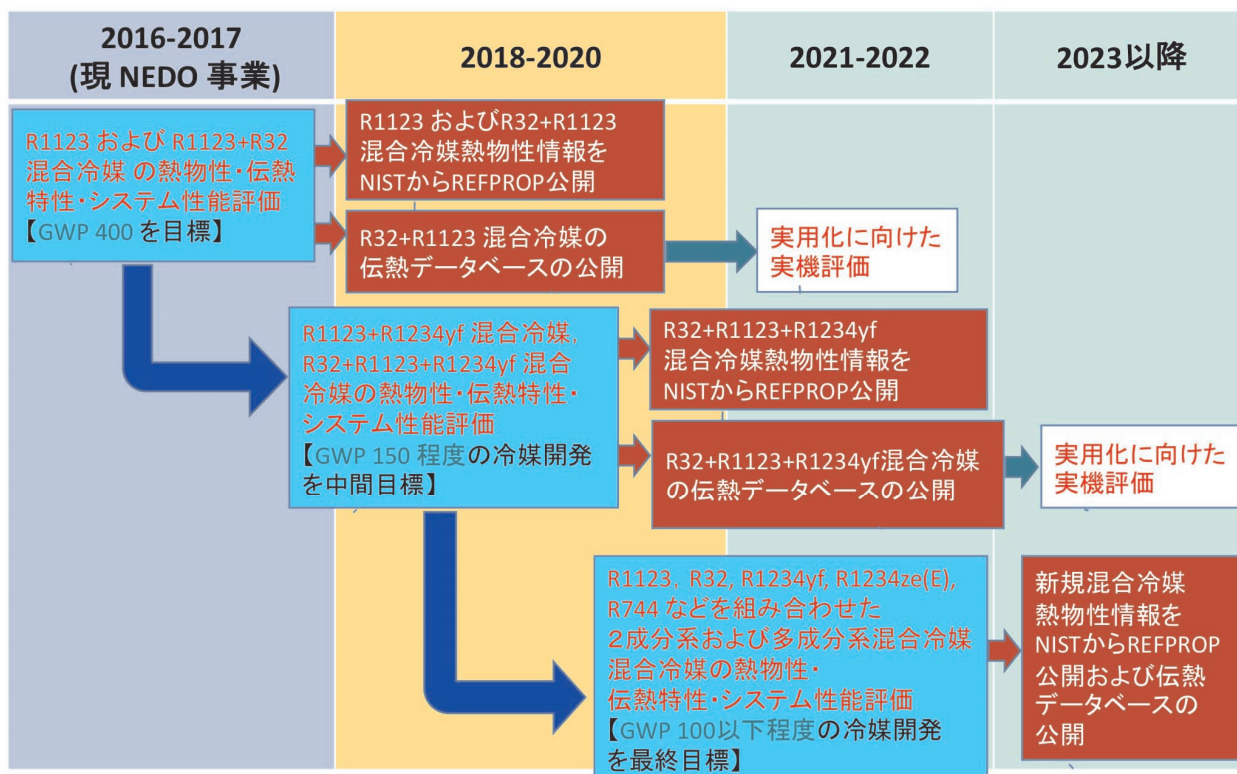 2016-2017
(現 NEDO 事業)
2018-2020
2021-2022
2023以降
R1123 および R1123+R32
混合冷媒 の熱物性・伝熱
特性・システム性能評価
【GWP 400 を目標】
R1123 およびR32+R1123
混合冷媒熱物性情報を
NISTからREFPROP公開
R32+R1123 混合冷媒の
伝熱データベースの公開
実用化に向けた
実機評価
R1123+R1234yf 混合冷媒,
R32+R1123+R1234yf 混合
冷媒の熱物性・伝熱特性・
システム性能評価
【GWP 150 程度の冷媒開発
を中間目標】
R32+R1123+R1234yf
混合冷媒熱物性情報を
NISTからREFPROP公開
R32+R1123+R1234yf混合冷媒
の伝熱データベースの公開
実用化に向けた
実機評価
R1123, R32, R1234yf, R1234ze(E),
R744 などを組み合わせた
２成分系および多成分系混合冷媒
混合冷媒の熱物性・
伝熱特性・システム性能評価
【GWP 100以下程度の冷媒開発
を最終目標】
新規混合冷媒
熱物性情報を
NISTからREFPROP
公開および伝熱
データベースの
公開